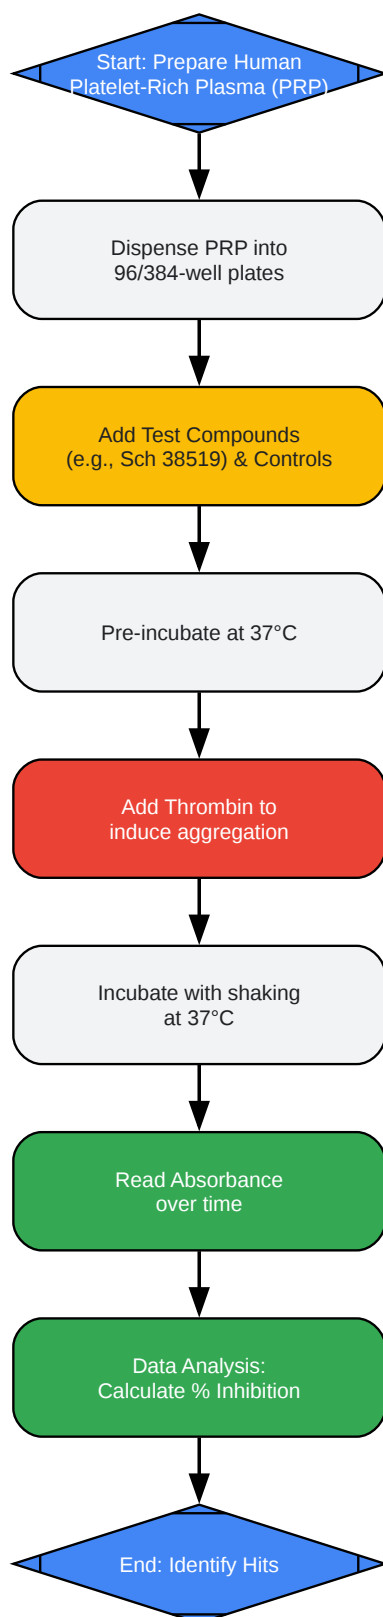 Start: Prepare Human
Platelet-Rich Plasma (PRP)
Dispense PRP into
96/384-well plates
Add Test Compounds
(e.g., Sch 38519) & Controls
Pre-incubate at 37°C
Add Thrombin to
induce aggregation
Incubate with shaking
at 37°C
Read Absorbance
over time
Data Analysis:
Calculate % Inhibition
End: Identify Hits